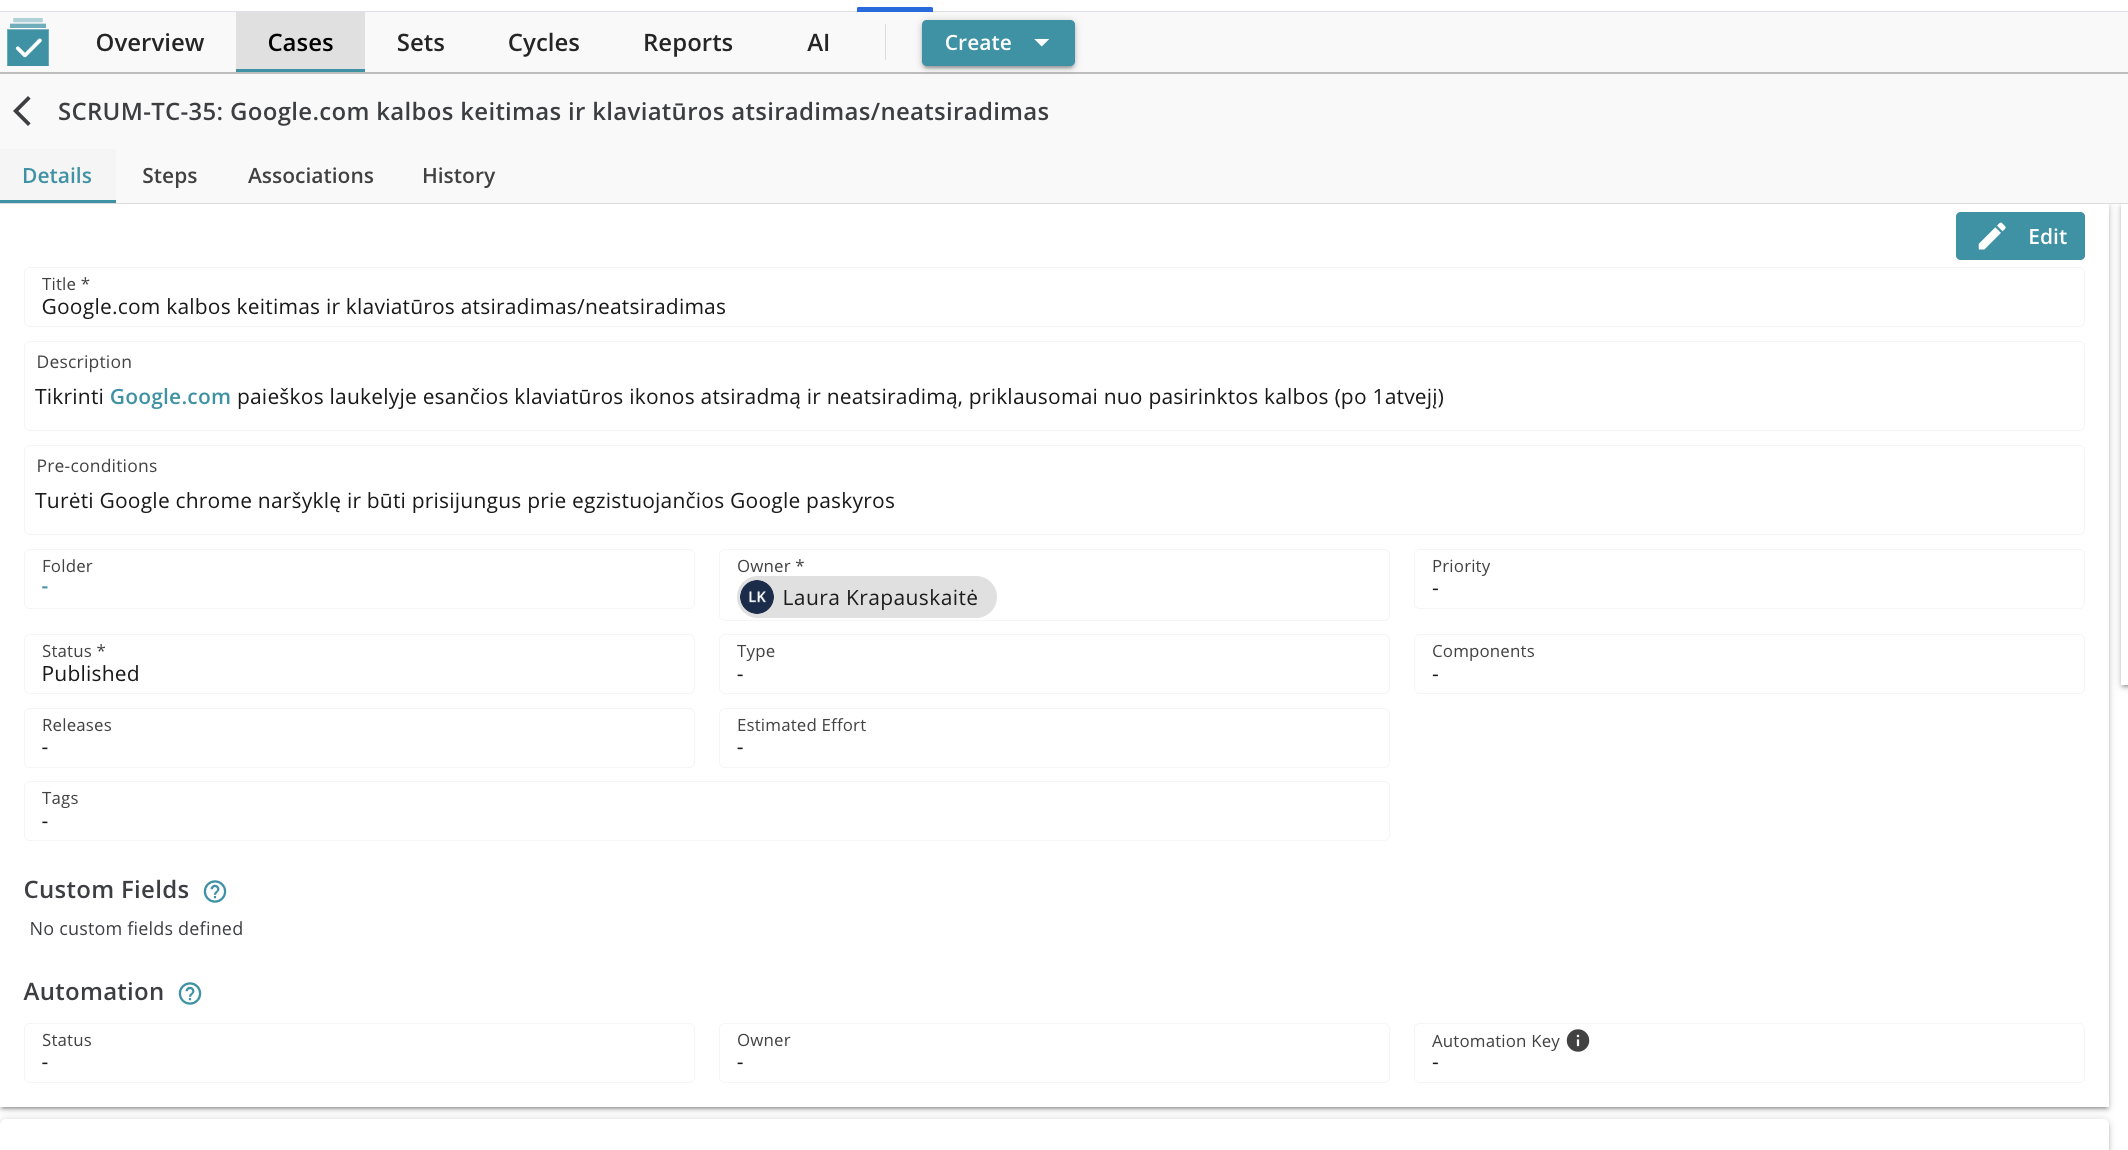 Overview Cases Sets Cycles Reports AI Create
SCRUM-TC-35: Google.com kalbos keitimas ir klaviatūros atsiradimas/neatsiradimas
Details Steps Associations History
Edit
Title *
Google.com kalbos keitimas ir klaviatūros atsiradimas/neatsiradimas
Description
Tikrinti Google.com paieškos laukelyje esančios klaviatūros ikonos atsiradmą ir neatsiradimą, priklausomai nuo pasirinktos kalbos (po 1atvejį)
Pre-conditions
Turėti Google chrome naršyklę ir būti prisijungus prie egzistuojančios Google paskyros
Folder
-
Owner *
LK Laura Krapauskaitė
Priority
-
Status *
Published
Type
-
Components
-
Releases
-
Estimated Effort
-
Tags
-
Custom Fields ?
No custom fields defined
Automation ?
Status
-
Owner
-
Automation Key i
-